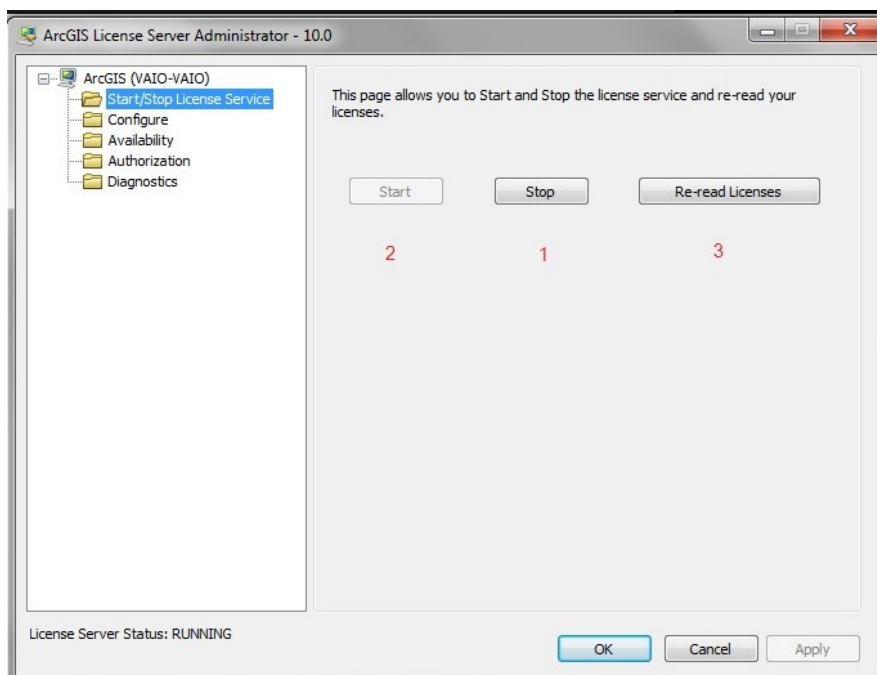 ArcGIS License Server Administrator - 10.0
ArcGIS (VAIO-VAIO)
Start/Stop License Service
Configure
Availability
Authorization
Diagnostics
This page allows you to Start and Stop the license service and re-read your
licenses.
Start
Stop
Re-read Licenses
2
1
3
License Server Status: RUNNING
OK
Cancel
Apply